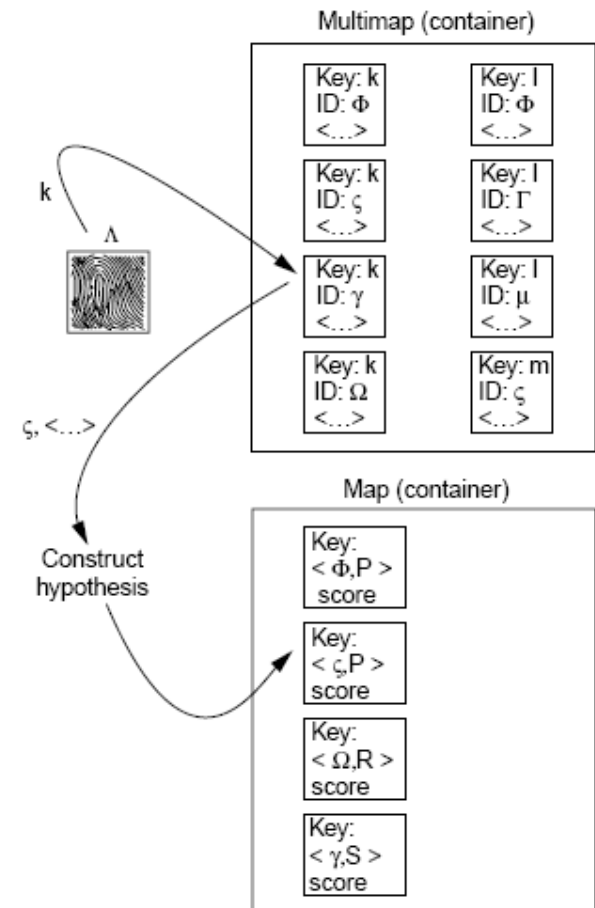 Multimap (container)
Key: k
ID: Φ
<...>
Key: l
ID: Φ
<...>
Key: k
ID: ς
<...>
Key: l
ID: Γ
<...>
Key: k
ID: γ
<...>
Key: l
ID: μ
<...>
Key: k
ID: Ω
<...>
Key: m
ID: ς
<...>
k
Λ
ς, <...>
Construct
hypothesis
Map (container)
Key:
< Φ,P >
score
Key:
< ς,P >
score
Key:
< Ω,R >
score
Key:
< γ,S >
score